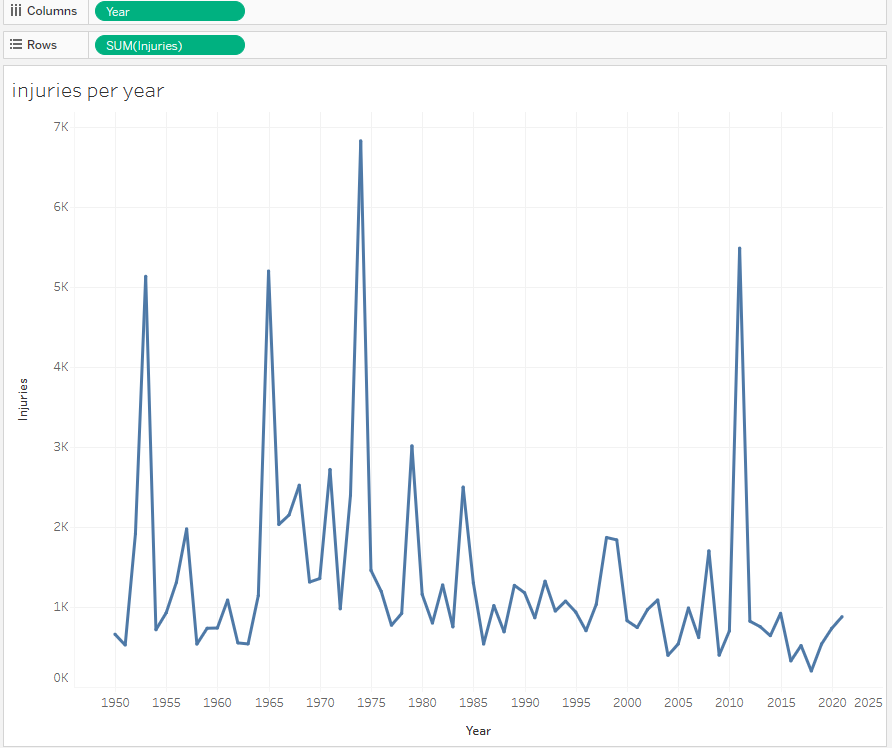 Columns Year
Rows SUM(Injuries)
injuries per year
7K
6K
5K
4K
3K
2K
1K
0K
Injuries
1950 1955 1960 1965 1970 1975 1980 1985 1990 1995 2000 2005 2010 2015 2020 2025
Year